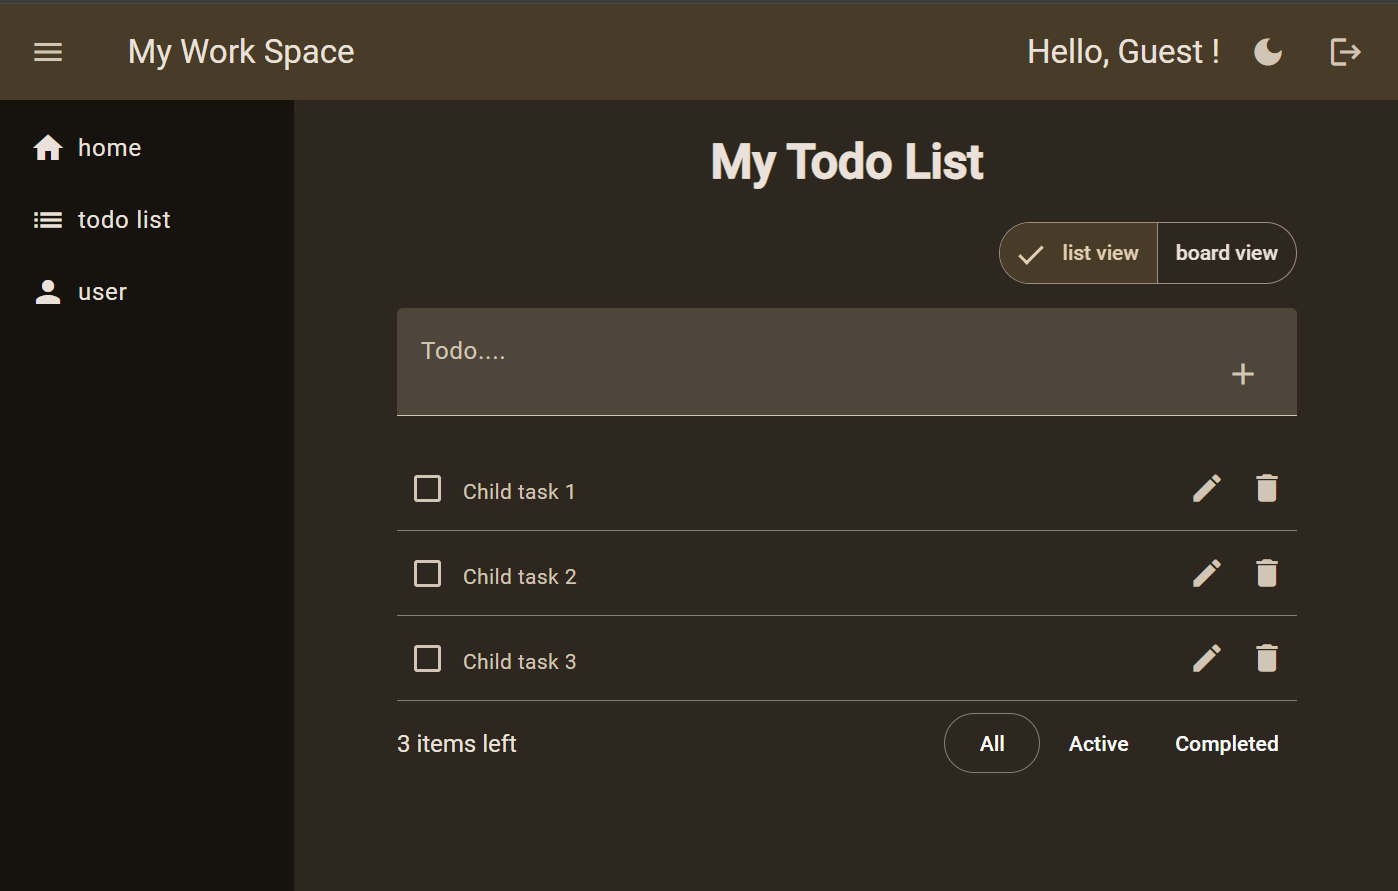 My Work Space
Hello, Guest !
home
todo list
user
My Todo List
list view
board view
Todo....
Child task 1
Child task 2
Child task 3
3 items left
All
Active
Completed